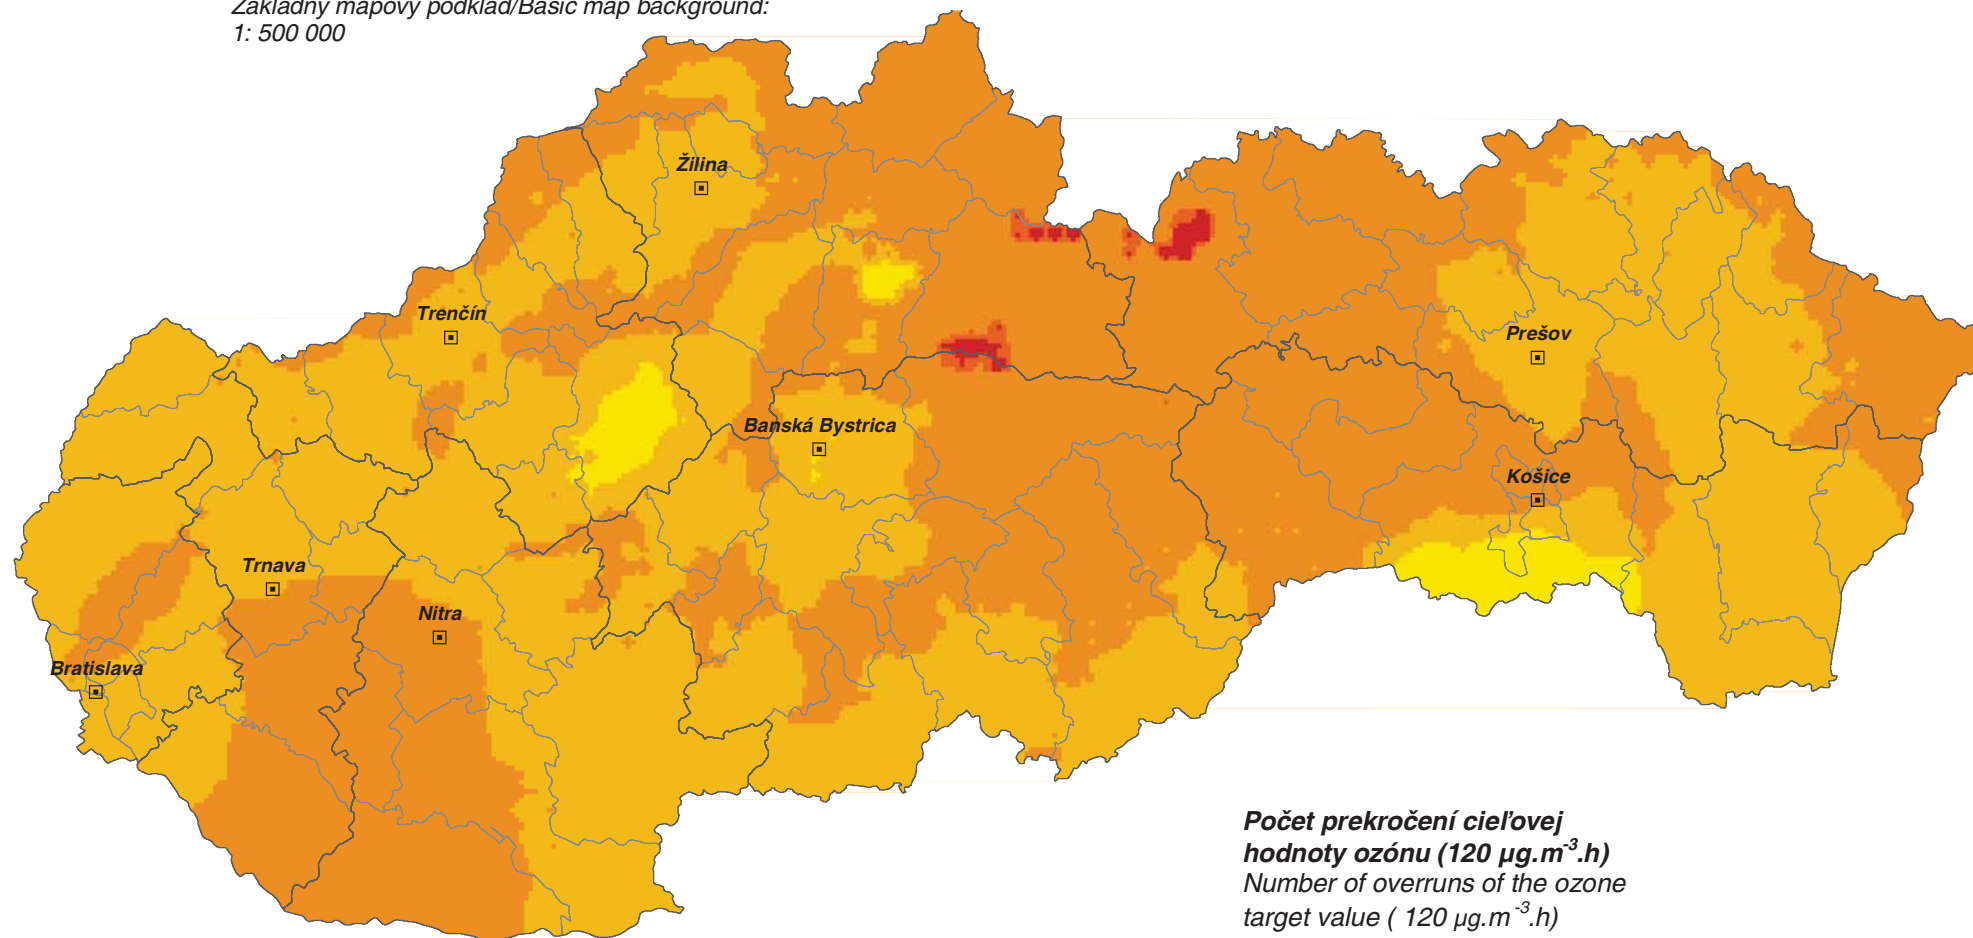 Základný mapový podklad/Basic map background:
1: 500 000
Žilina
Trenčín
Prešov
Banská Bystrica
Košice
Trnava
Nitra
Bratislava
Počet prekročení cieľovej
hodnoty ozónu (120 µg.m⁻³.h)
Number of overruns of the ozone
target value ( 120 µg.m⁻³.h)